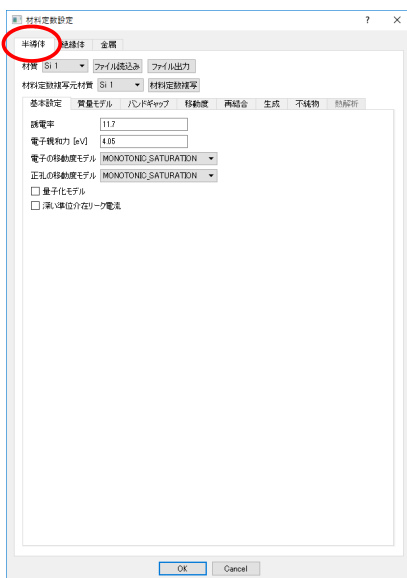 材料定数設定 ? ×
半導体 絶縁体 金属
材質 Si 1 ファイル読込み ファイル出力
材料定数複写元材質 Si 1 材料定数複写
基本設定 質量モデル バンドギャップ 移動度 再結合 生成 不純物 熱解析
誘電率 11.7
電子親和力 [eV] 4.05
電子の移動度モデル MONOTONIC_SATURATION
正孔の移動度モデル MONOTONIC_SATURATION
量子化モデル
深い準位介在リーク電流
OK Cancel